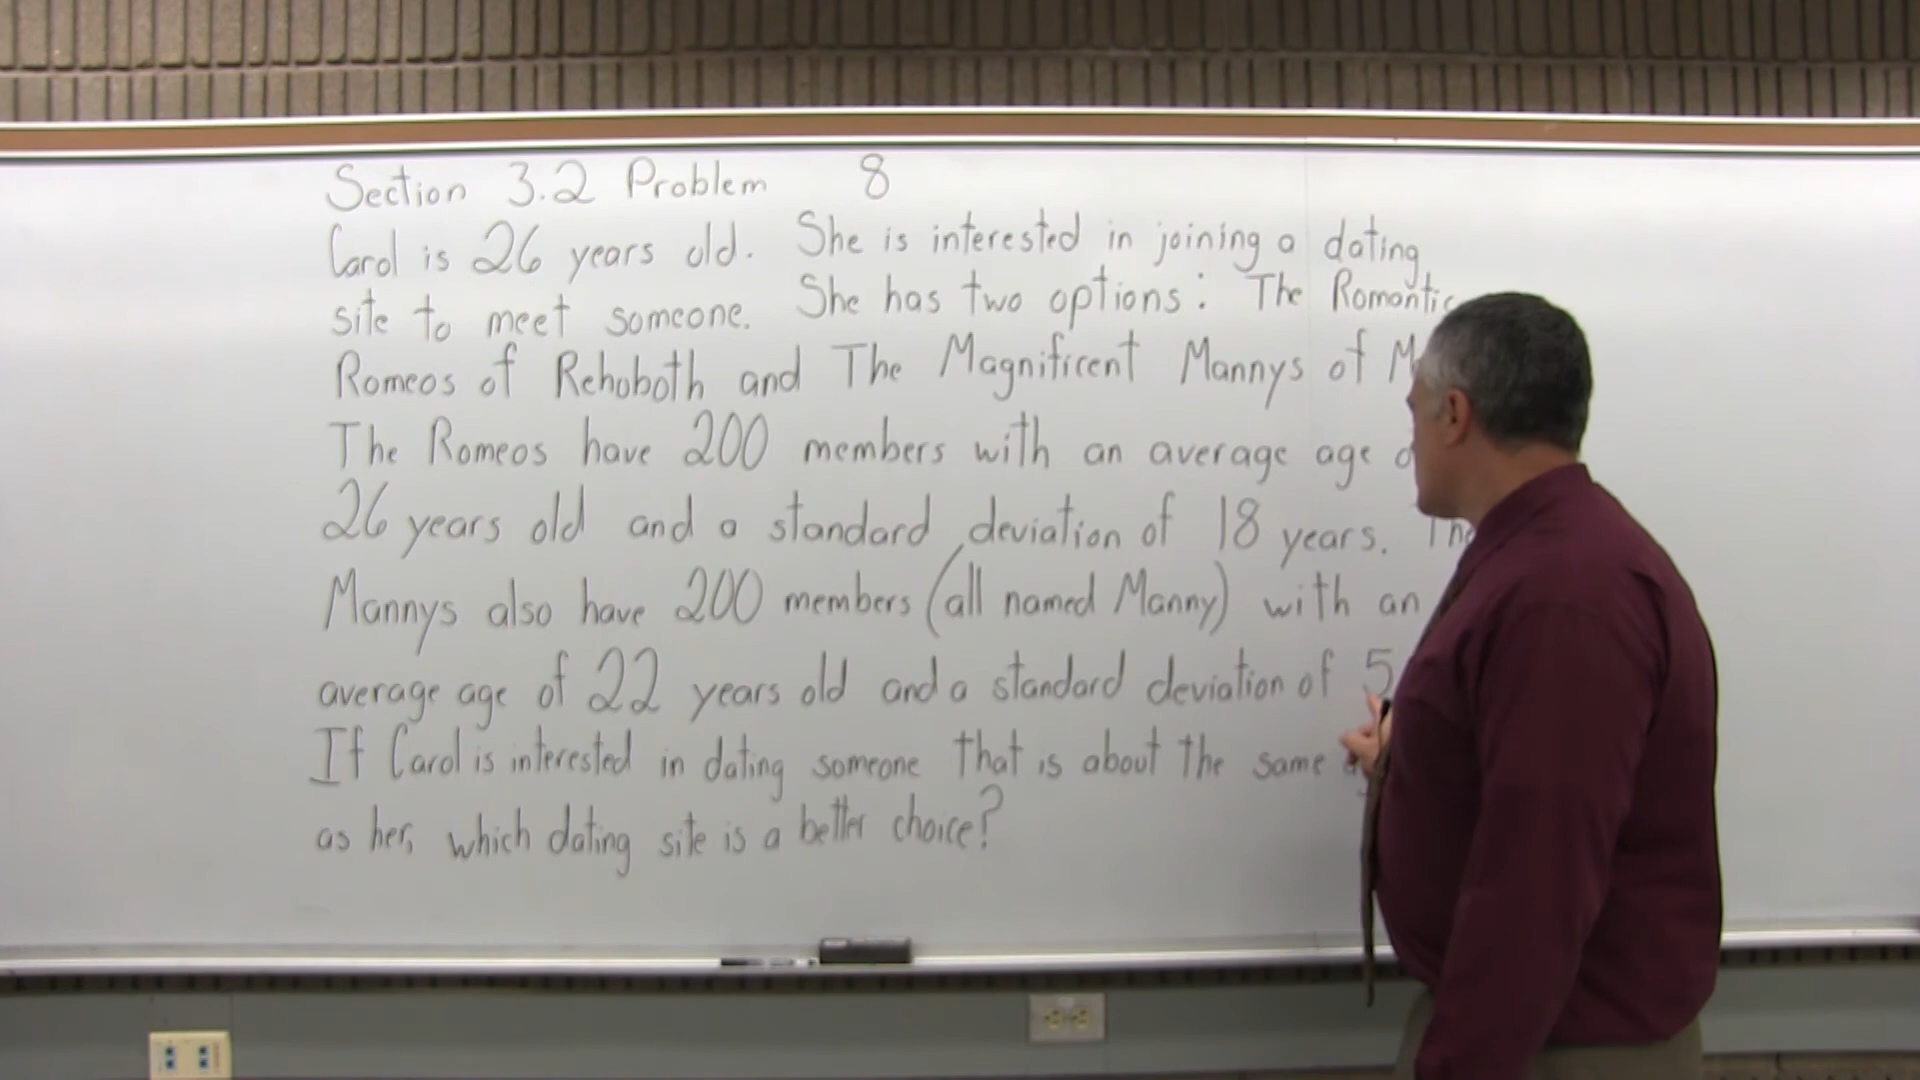 Section 3.2 Problem 8
Carol is 26 years old. She is interested in joining a dating
site to meet someone. She has two options: The Romantic
Romeos of Rehoboth and The Magnificent Mannys of
The Romeos have 200 members with an average age
26 years old and a standard deviation of 18 years. The
Mannys also have 200 members (all named Manny) with an
average age of 22 years old and a standard deviation of 5
If Carol is interested in dating someone that is about the same
as her, which dating site is a better choice?